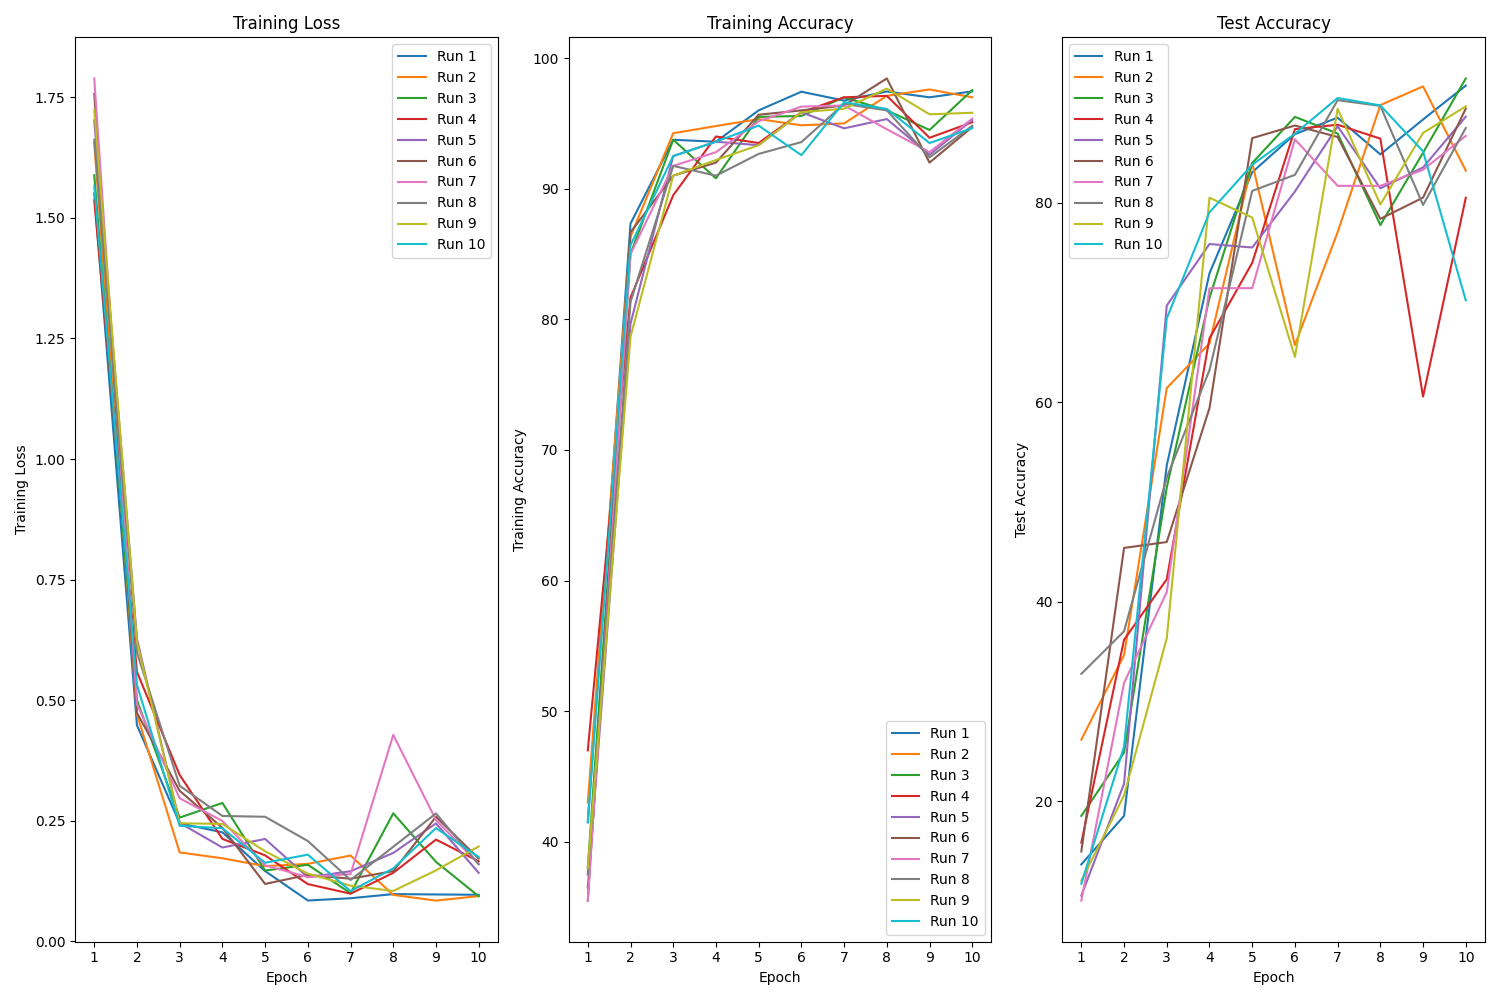 Training Loss
Training Loss
1.75
1.50
1.25
1.00
0.75
0.50
0.25
0.00
1 2 3 4 5 6 7 8 9 10
Epoch
Run 1
Run 2
Run 3
Run 4
Run 5
Run 6
Run 7
Run 8
Run 9
Run 10
Training Accuracy
Training Accuracy
100
90
80
70
60
50
40
1 2 3 4 5 6 7 8 9 10
Epoch
Run 1
Run 2
Run 3
Run 4
Run 5
Run 6
Run 7
Run 8
Run 9
Run 10
Test Accuracy
Test Accuracy
80
60
40
20
1 2 3 4 5 6 7 8 9 10
Epoch
Run 1
Run 2
Run 3
Run 4
Run 5
Run 6
Run 7
Run 8
Run 9
Run 10